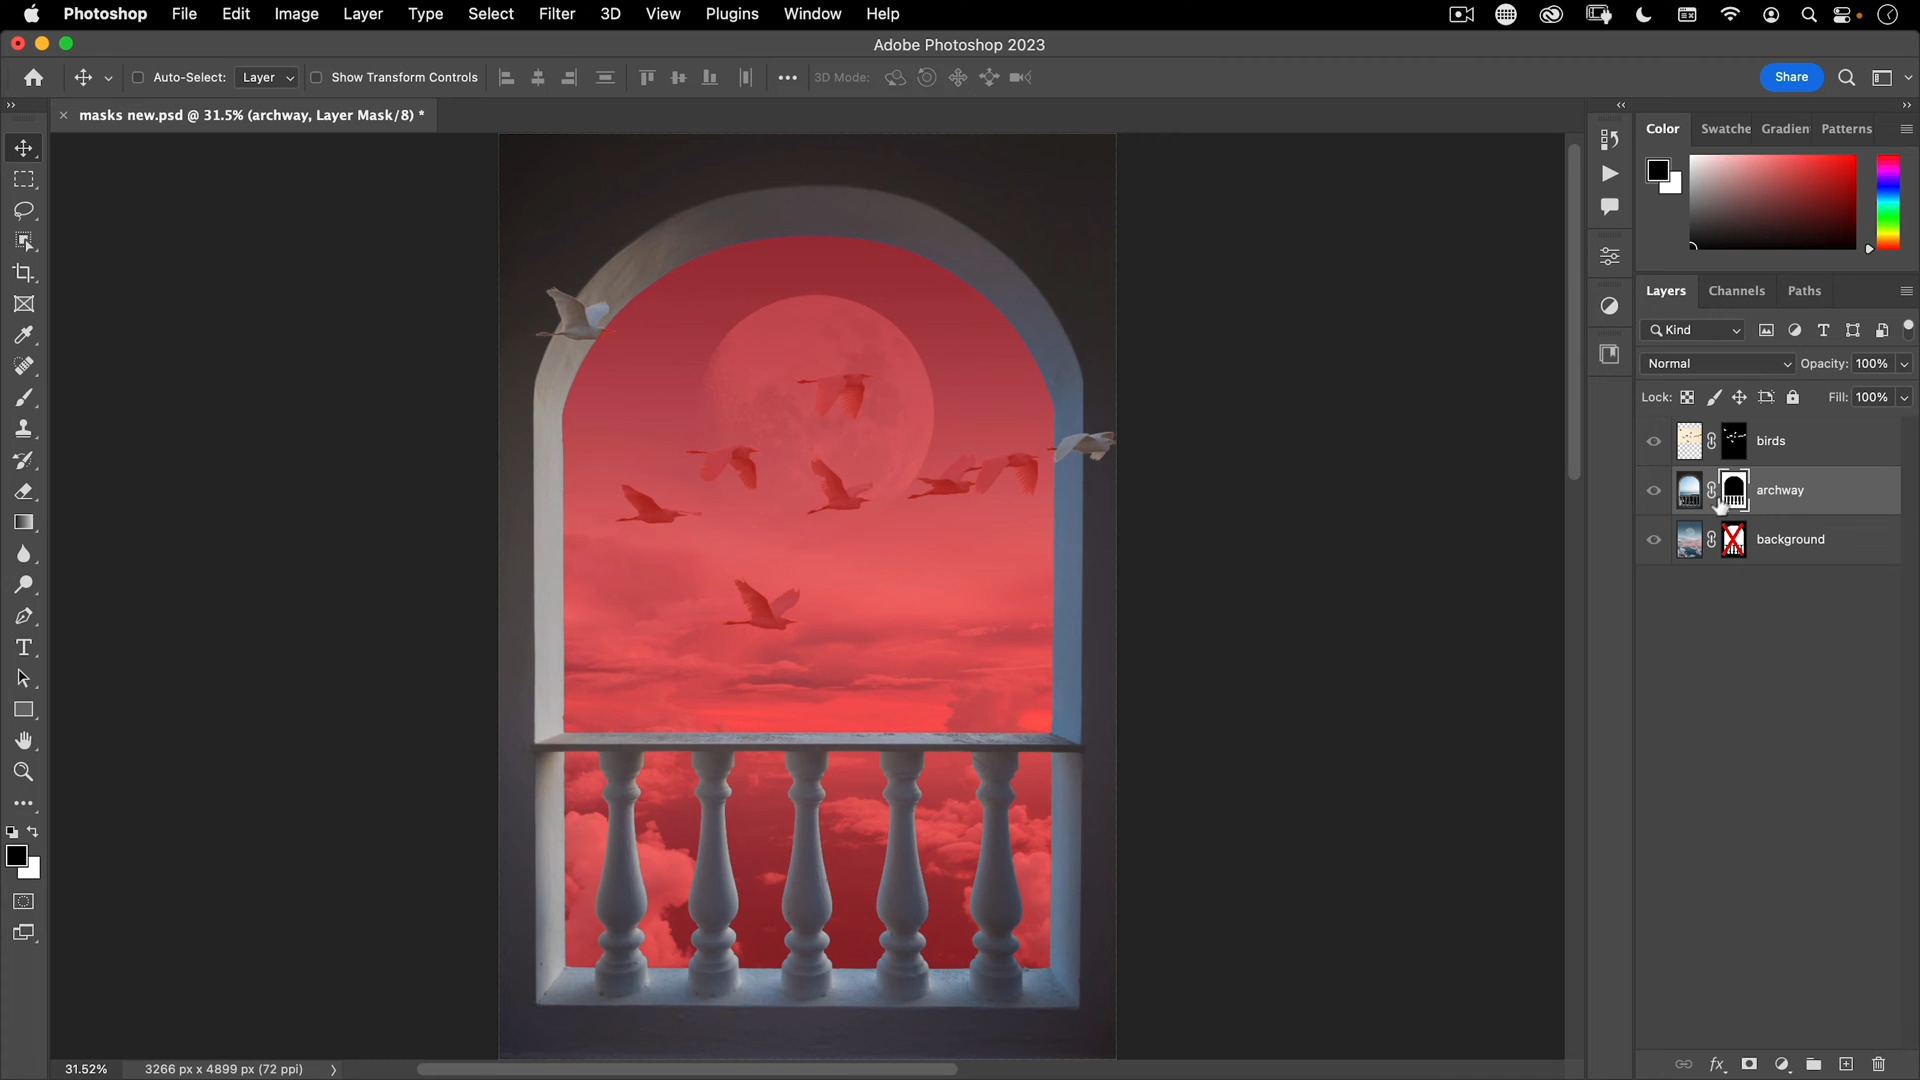 Photoshop File Edit Image Layer Type Select Filter 3D View Plugins Window Help
Adobe Photoshop 2023
Auto-Select: Layer Show Transform Controls 3D Mode: Share
masks new.psd @ 31.5% (archway, Layer Mask/8) *
Color Swatche Gradien Patterns
Layers Channels Paths
Kind
Normal Opacity: 100%
Lock: Fill: 100%
birds
archway
background
fx
31.52% 3266 px x 4899 px (72 ppi)